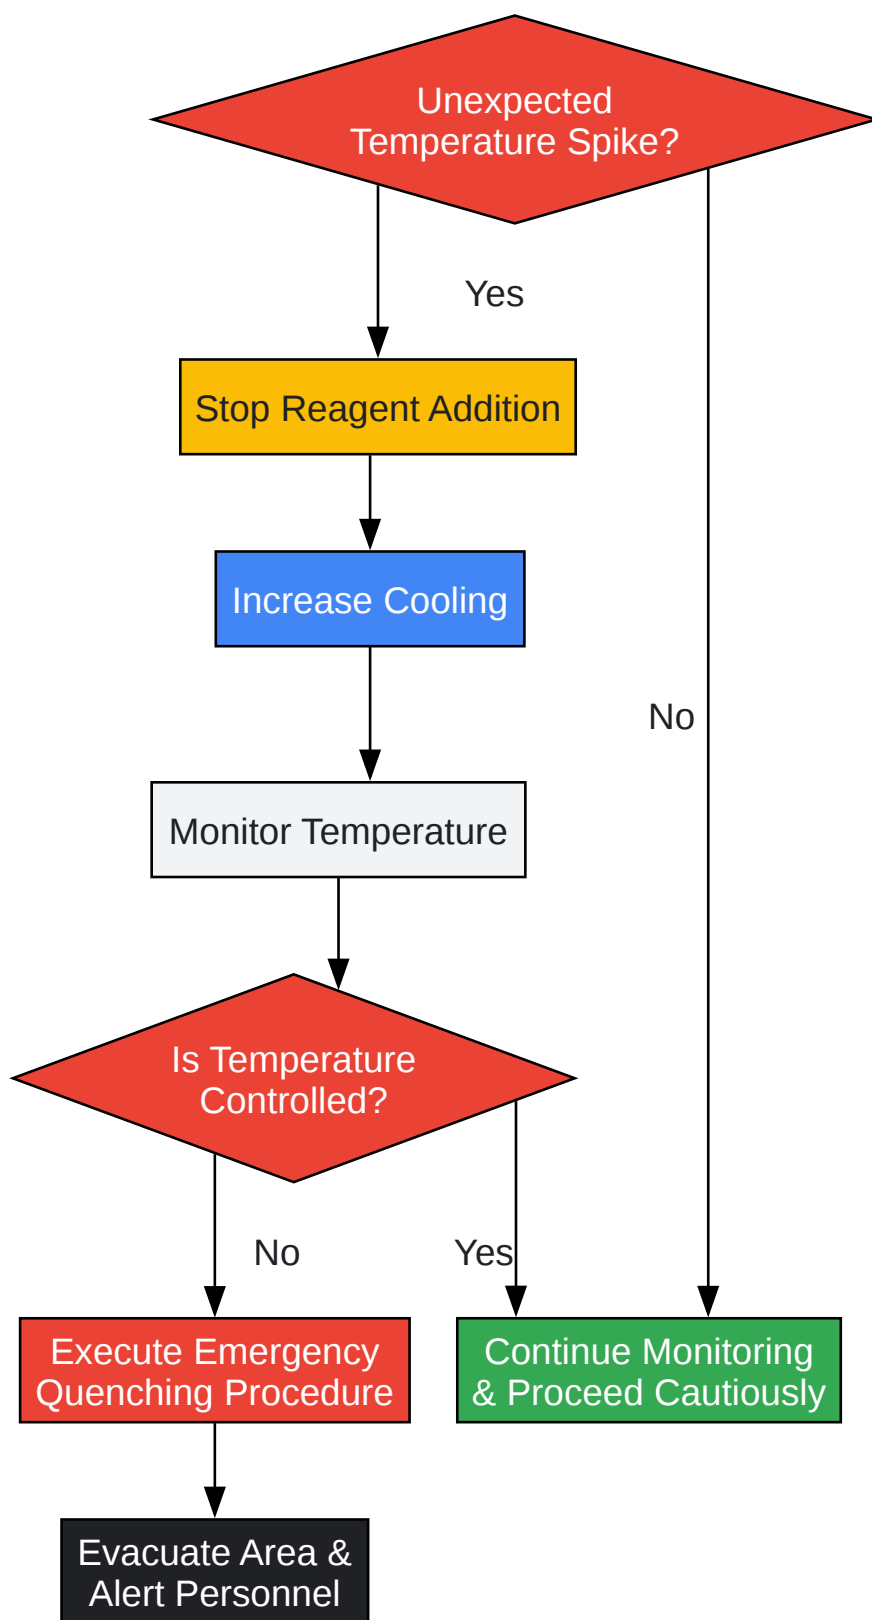 Unexpected
Temperature Spike?
Yes
Stop Reagent Addition
Increase Cooling
No
Monitor Temperature
Is Temperature
Controlled?
No
Yes
Execute Emergency
Quenching Procedure
Continue Monitoring
& Proceed Cautiously
Evacuate Area &
Alert Personnel